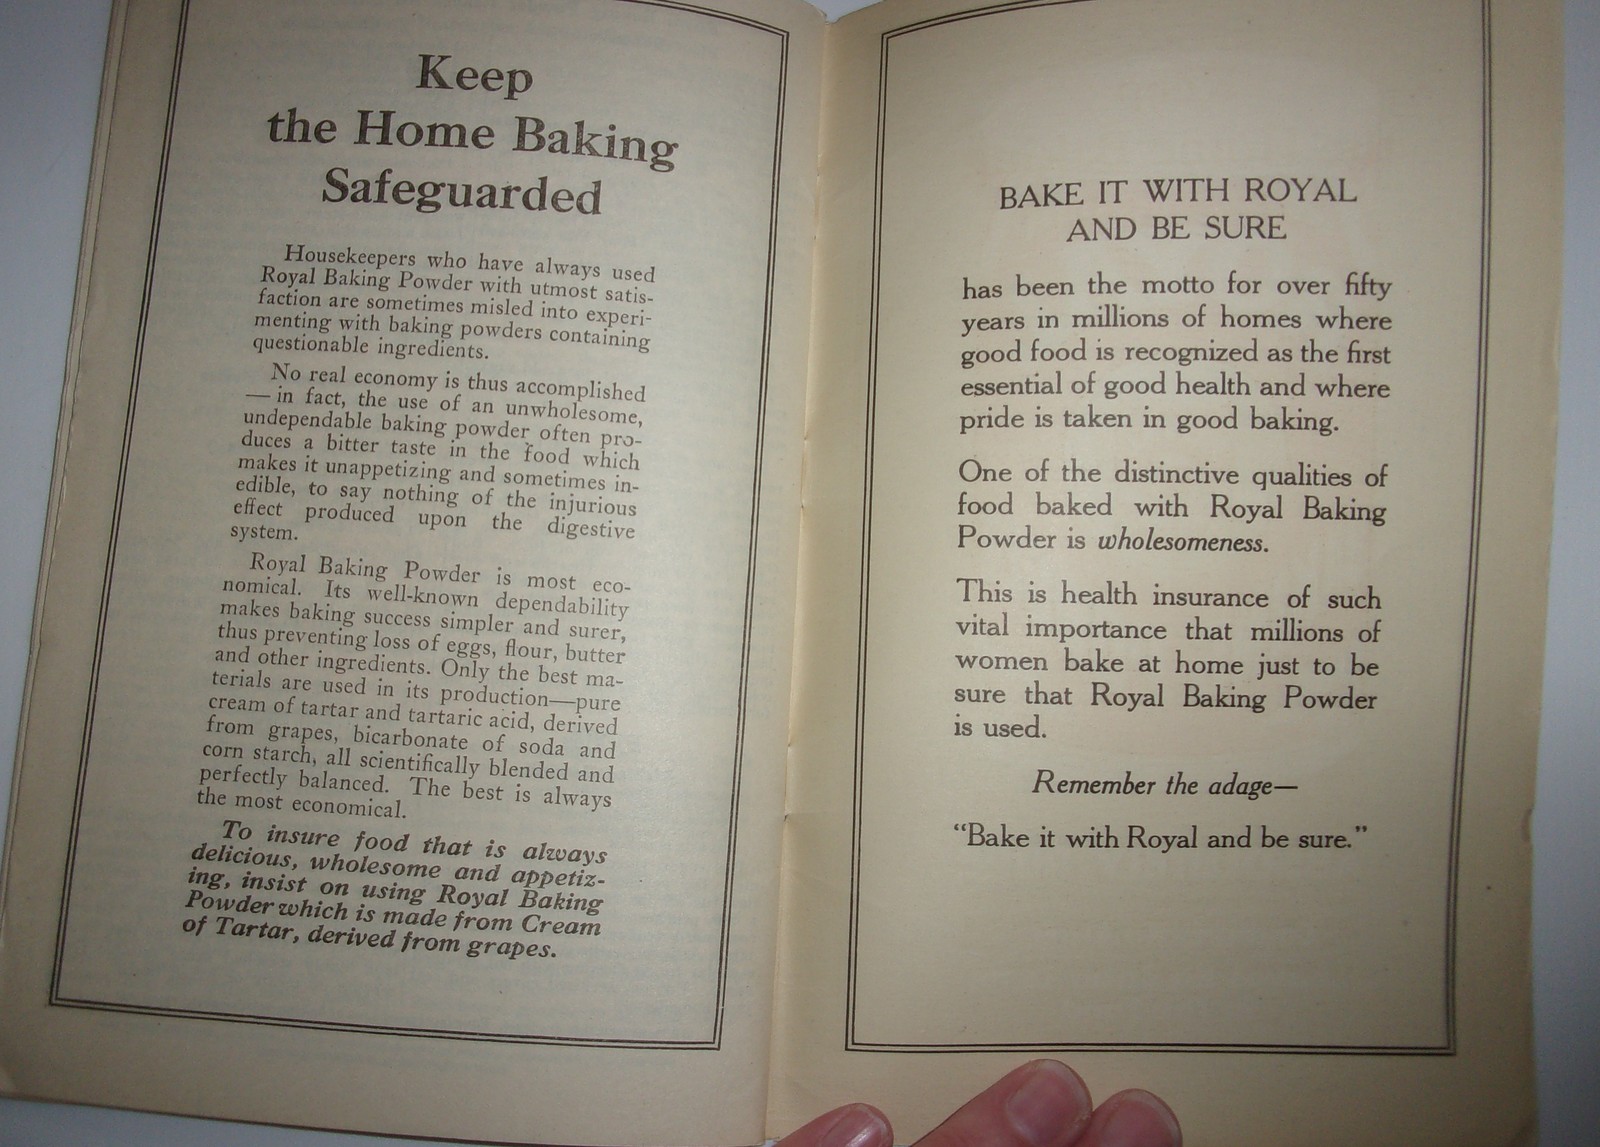 Keep
the Home Baking
Safeguarded
Housekeepers who have always used
Royal Baking Powder with utmost satis-
faction are sometimes misled into experi-
menting with baking powders containing
questionable ingredients.
No real economy is thus accomplished
— in fact, the use of an unwholesome,
undependable baking powder often pro-
duces a bitter taste in the food which
makes it unappetizing and sometimes in-
edible, to say nothing of the injurious
effect produced upon the digestive
system.
Royal Baking Powder is most eco-
nomical. Its well-known dependability
makes baking success simpler and surer,
thus preventing loss of eggs, flour, butter
and other ingredients. Only the best ma-
terials are used in its production—pure
cream of tartar and tartaric acid, derived
from grapes, bicarbonate of soda and
corn starch, all scientifically blended and
perfectly balanced. The best is always
the most economical.
To insure food that is always
delicious, wholesome and appetiz-
ing, insist on using Royal Baking
Powder which is made from Cream
of Tartar, derived from grapes.
BAKE IT WITH ROYAL
AND BE SURE
has been the motto for over fifty
years in millions of homes where
good food is recognized as the first
essential of good health and where
pride is taken in good baking.
One of the distinctive qualities of
food baked with Royal Baking
Powder is wholesomeness.
This is health insurance of such
vital importance that millions of
women bake at home just to be
sure that Royal Baking Powder
is used.
Remember the adage—
“Bake it with Royal and be sure.”